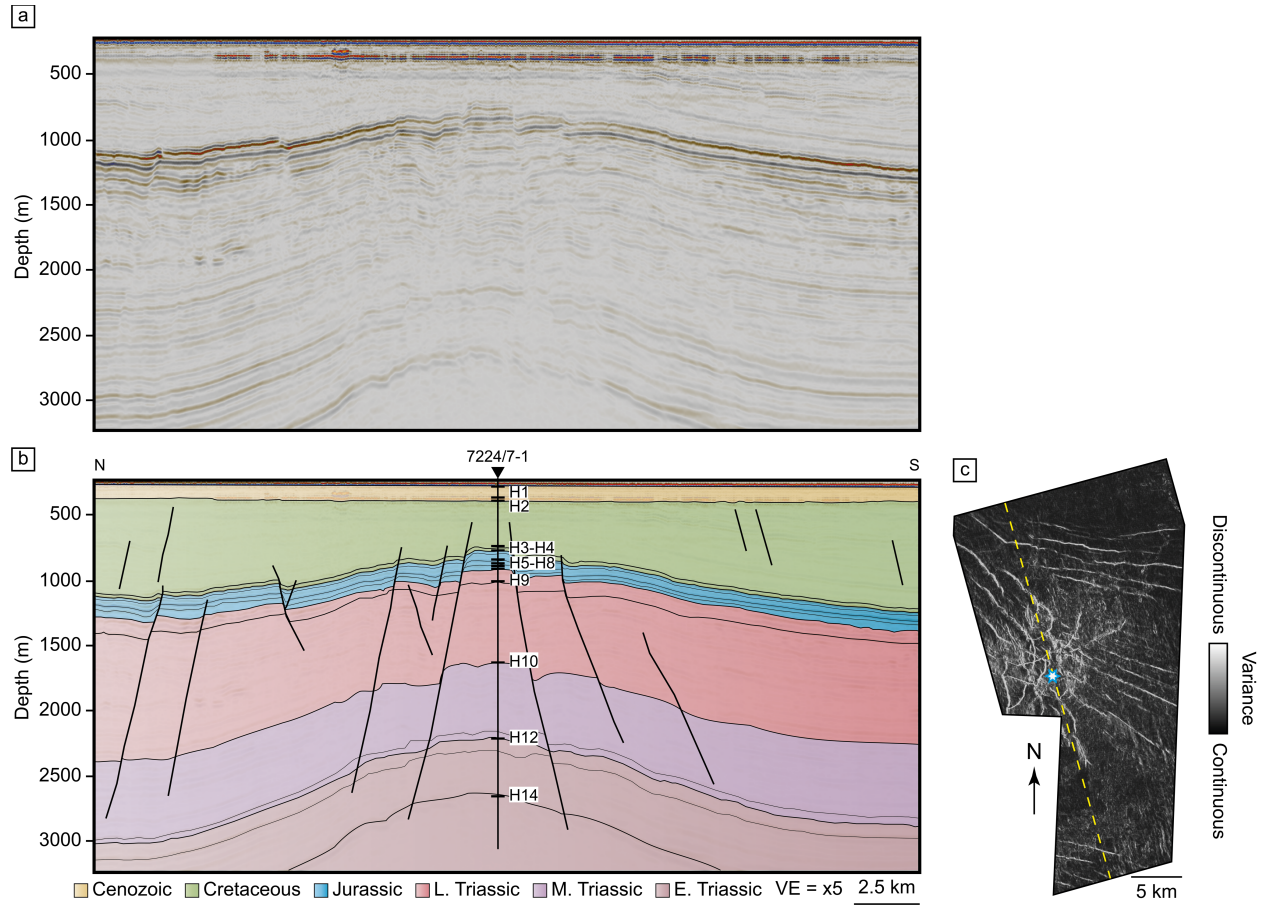 a
500
1000
1500
2000
2500
3000
Depth (m)
b
N
7224/7-1
S
500
1000
1500
2000
2500
3000
Depth (m)
H1
H2
H3-H4
H5-H8
H9
H10
H12
H14
Cenozoic Cretaceous Jurassic L. Triassic M. Triassic E. Triassic VE = x5 2.5 km
c
N
5 km
Discontinuous
Continuous
Variance